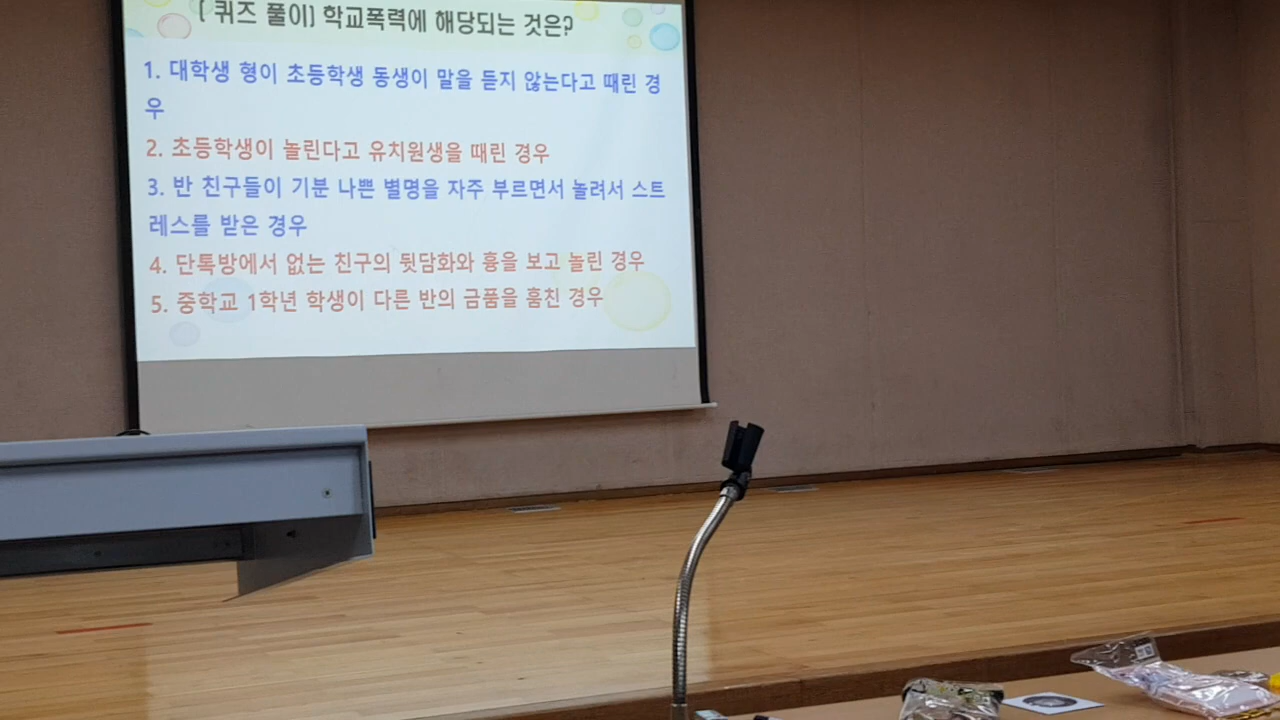 [ 퀴즈 풀이] 학교폭력에 해당되는 것은?
1. 대학생 형이 초등학생 동생이 말을 듣지 않는다고 때린 경
우
2. 초등학생이 놀린다고 유치원생을 때린 경우
3. 반 친구들이 기분 나쁜 별명을 자주 부르면서 놀려서 스트
레스를 받은 경우
4. 단톡방에서 없는 친구의 뒷담화와 흉을 보고 놀린 경우
5. 중학교 1학년 학생이 다른 반의 금품을 훔친 경우